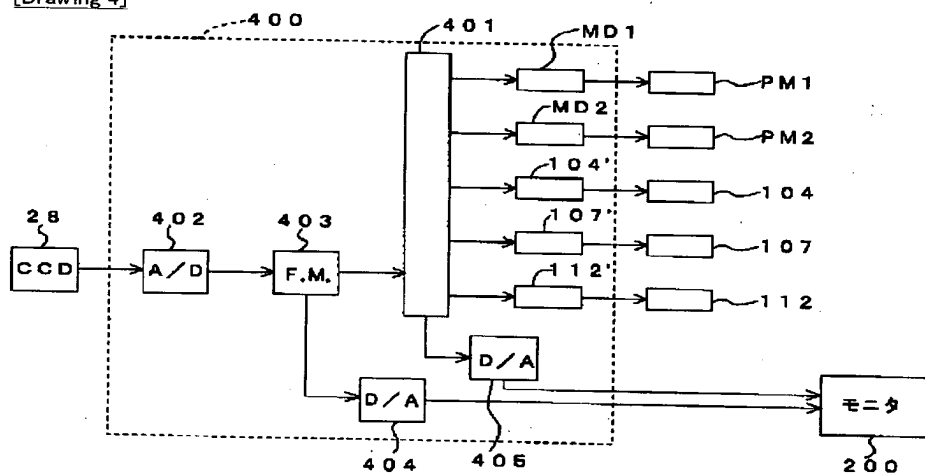 [Drawing 4]
400
401
MD1
PM1
MD2
PM2
104'
104
28
402
403
107'
107
CCD
A/D
F.M.
112'
112
D/A
D/A
モニタ
404
405
200